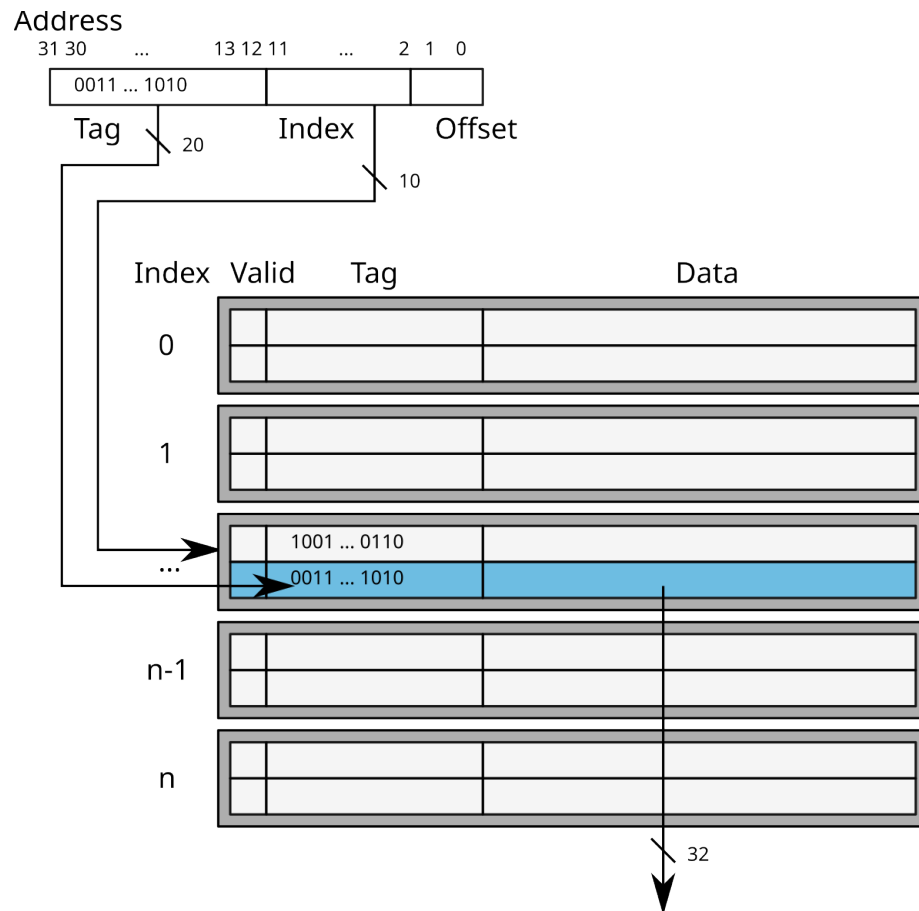 Address
31 30 ... 13 12 11 ... 2 1 0
0011 ... 1010
Tag Index Offset
20
10
Index Valid Tag Data
0
1
1001 ... 0110
...
0011 ... 1010
n-1
n
32